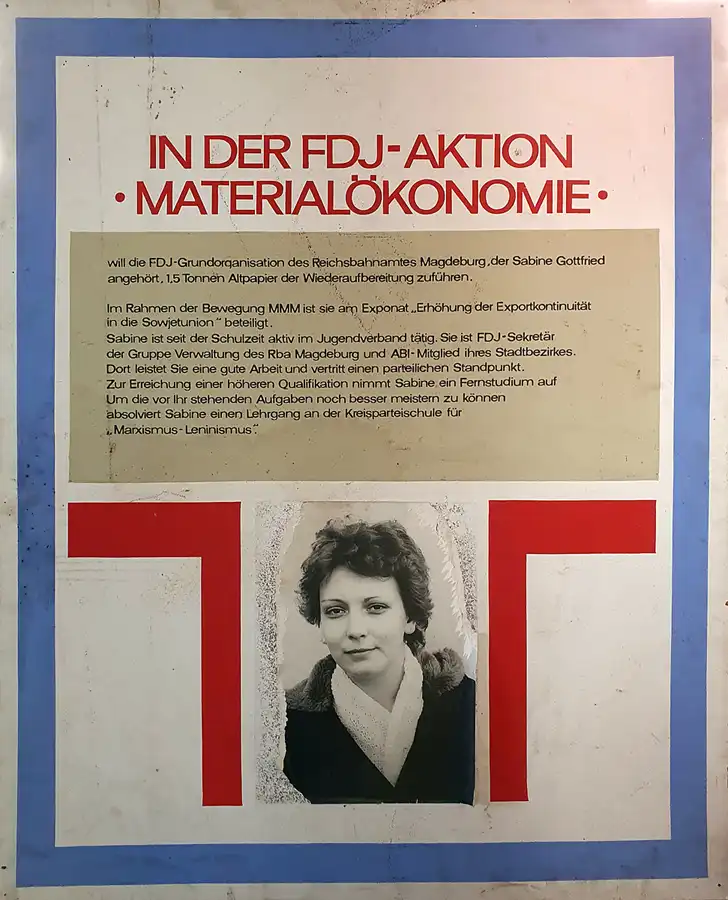 IN DER FDJ-AKTION
• MATERIALÖKONOMIE •
will die FDJ-Grundorganisation des Reichsbahnamtes Magdeburg, der Sabine Gottfried
angehört, 1,5 Tonnen Altpapier der Wiederaufbereitung zuführen.
Im Rahmen der Bewegung MMM ist sie am Exponat „Erhöhung der Exportkontinuität
in die Sowjetunion“ beteiligt.
Sabine ist seit der Schulzeit aktiv im Jugendverband tätig. Sie ist FDJ-Sekretär
der Gruppe Verwaltung des Rba Magdeburg und ABI-Mitglied ihres Stadtbezirkes.
Dort leistet Sie eine gute Arbeit und vertritt einen parteilichen Standpunkt.
Zur Erreichung einer höheren Qualifikation nimmt Sabine ein Fernstudium auf
Um die vor Ihr stehenden Aufgaben noch besser meistern zu können
absolviert Sabine einen Lehrgang an der Kreisparteischule für
„Marxismus-Leninismus“.